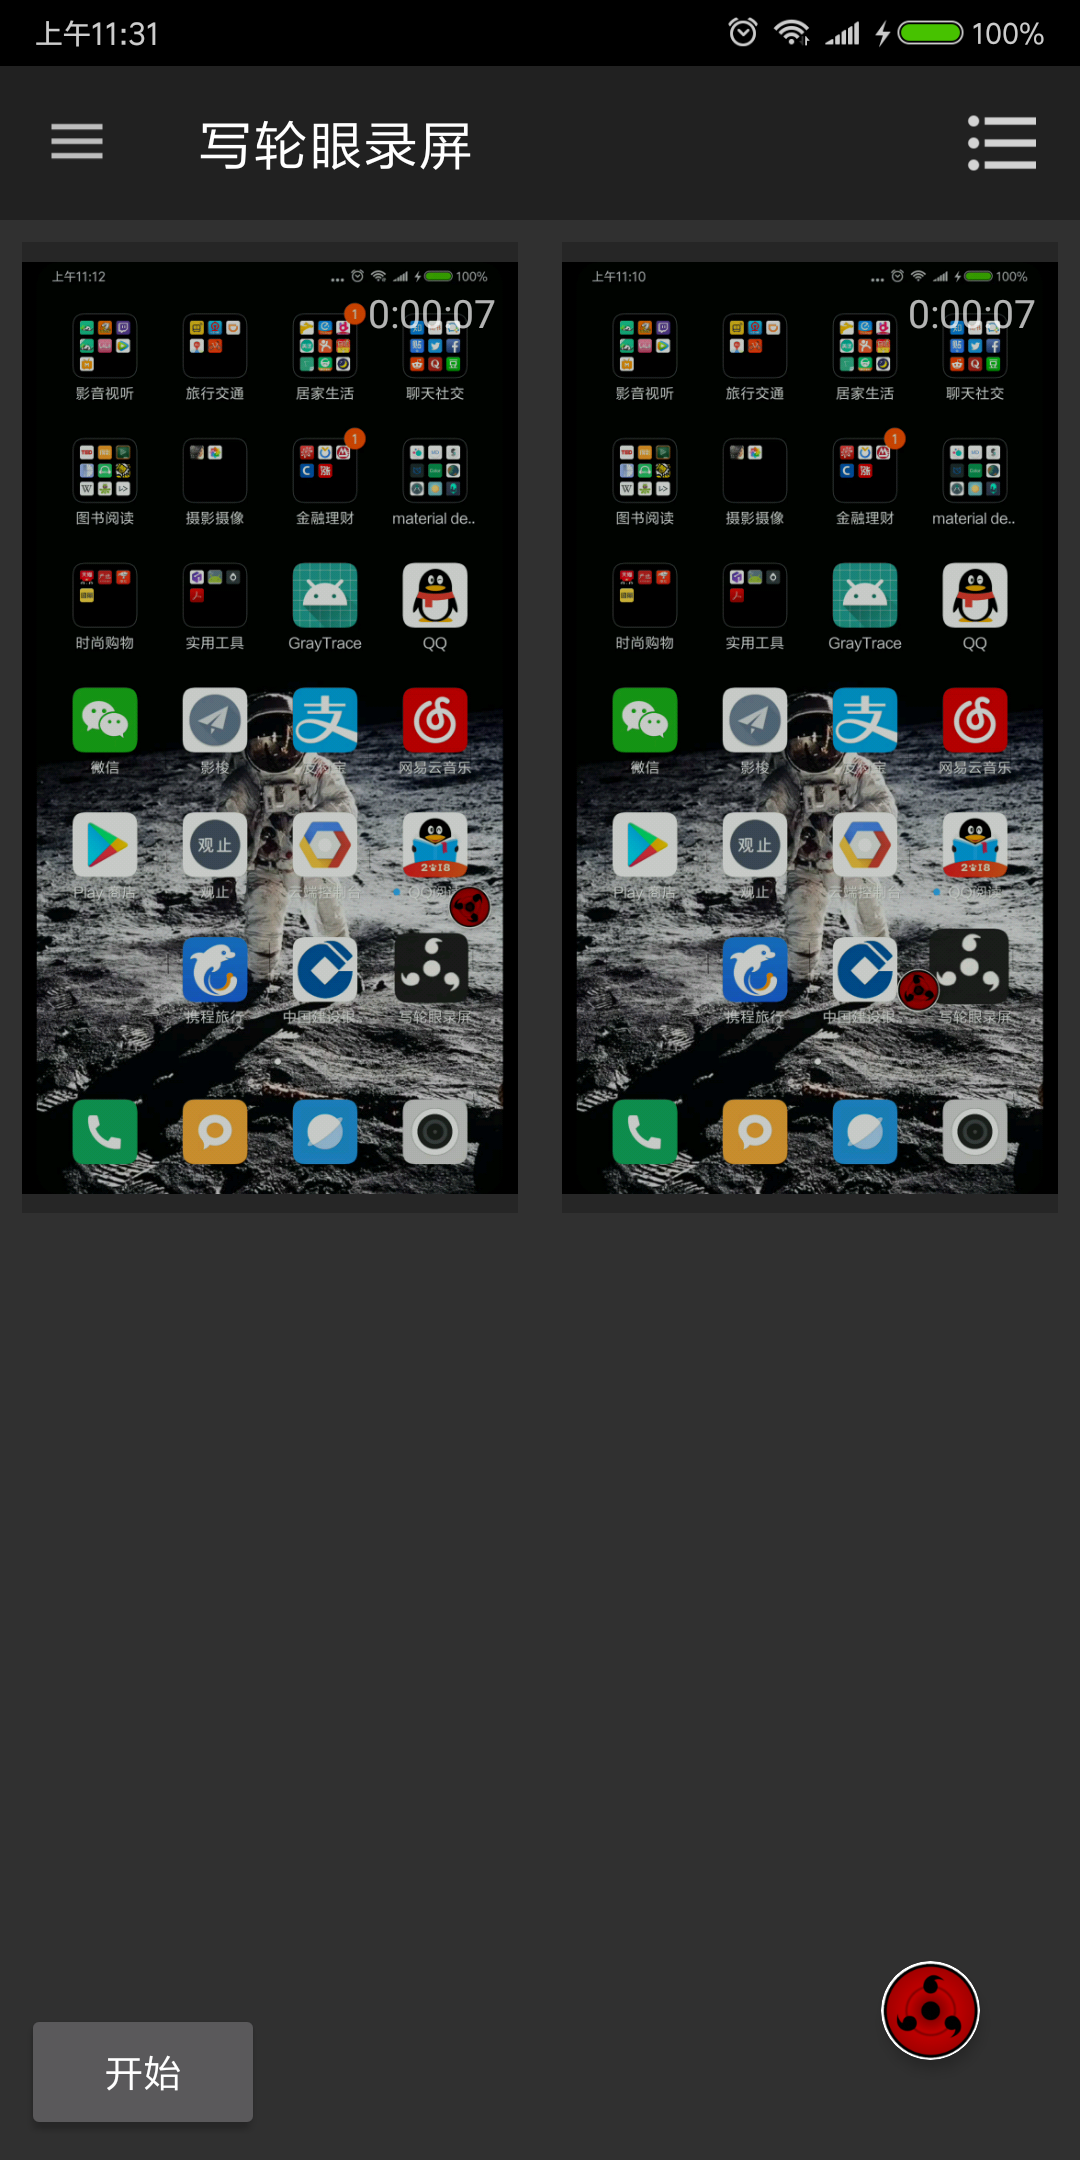 上午11:31
100%
写轮眼录屏
上午11:12
100%
0:00:07
1
影音视听
旅行交通
居家生活
聊天社交
1
图书阅读
摄影摄像
金融理财
material de..
时尚购物
实用工具
GrayTrace
QQ
微信
影梭
支付宝
网易云音乐
观止
2018
Play 商店
观止
云端控制台
QQ阅读
携程旅行
中国建设银..
写轮眼录屏
上午11:10
100%
0:00:07
影音视听
旅行交通
居家生活
聊天社交
1
图书阅读
摄影摄像
金融理财
material de..
时尚购物
实用工具
GrayTrace
QQ
微信
影梭
支付宝
网易云音乐
观止
2018
Play 商店
观止
云端控制台
QQ阅读
携程旅行
中国建设银..
写轮眼录屏
开始